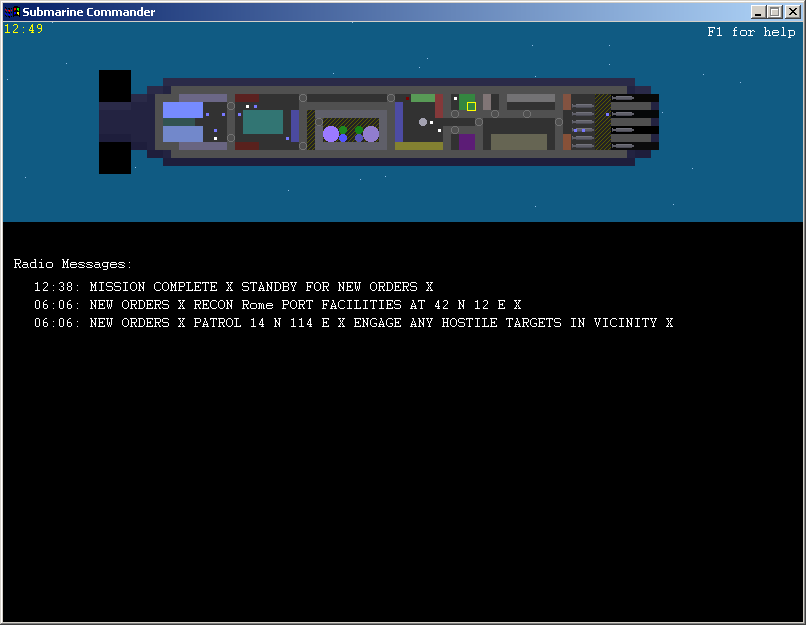 Submarine Commander
12:49
F1 for help
Radio Messages:
12:38: MISSION COMPLETE X STANDBY FOR NEW ORDERS X
06:06: NEW ORDERS X RECON Rome PORT FACILITIES AT 42 N 12 E X
06:06: NEW ORDERS X PATROL 14 N 114 E X ENGAGE ANY HOSTILE TARGETS IN VICINITY X